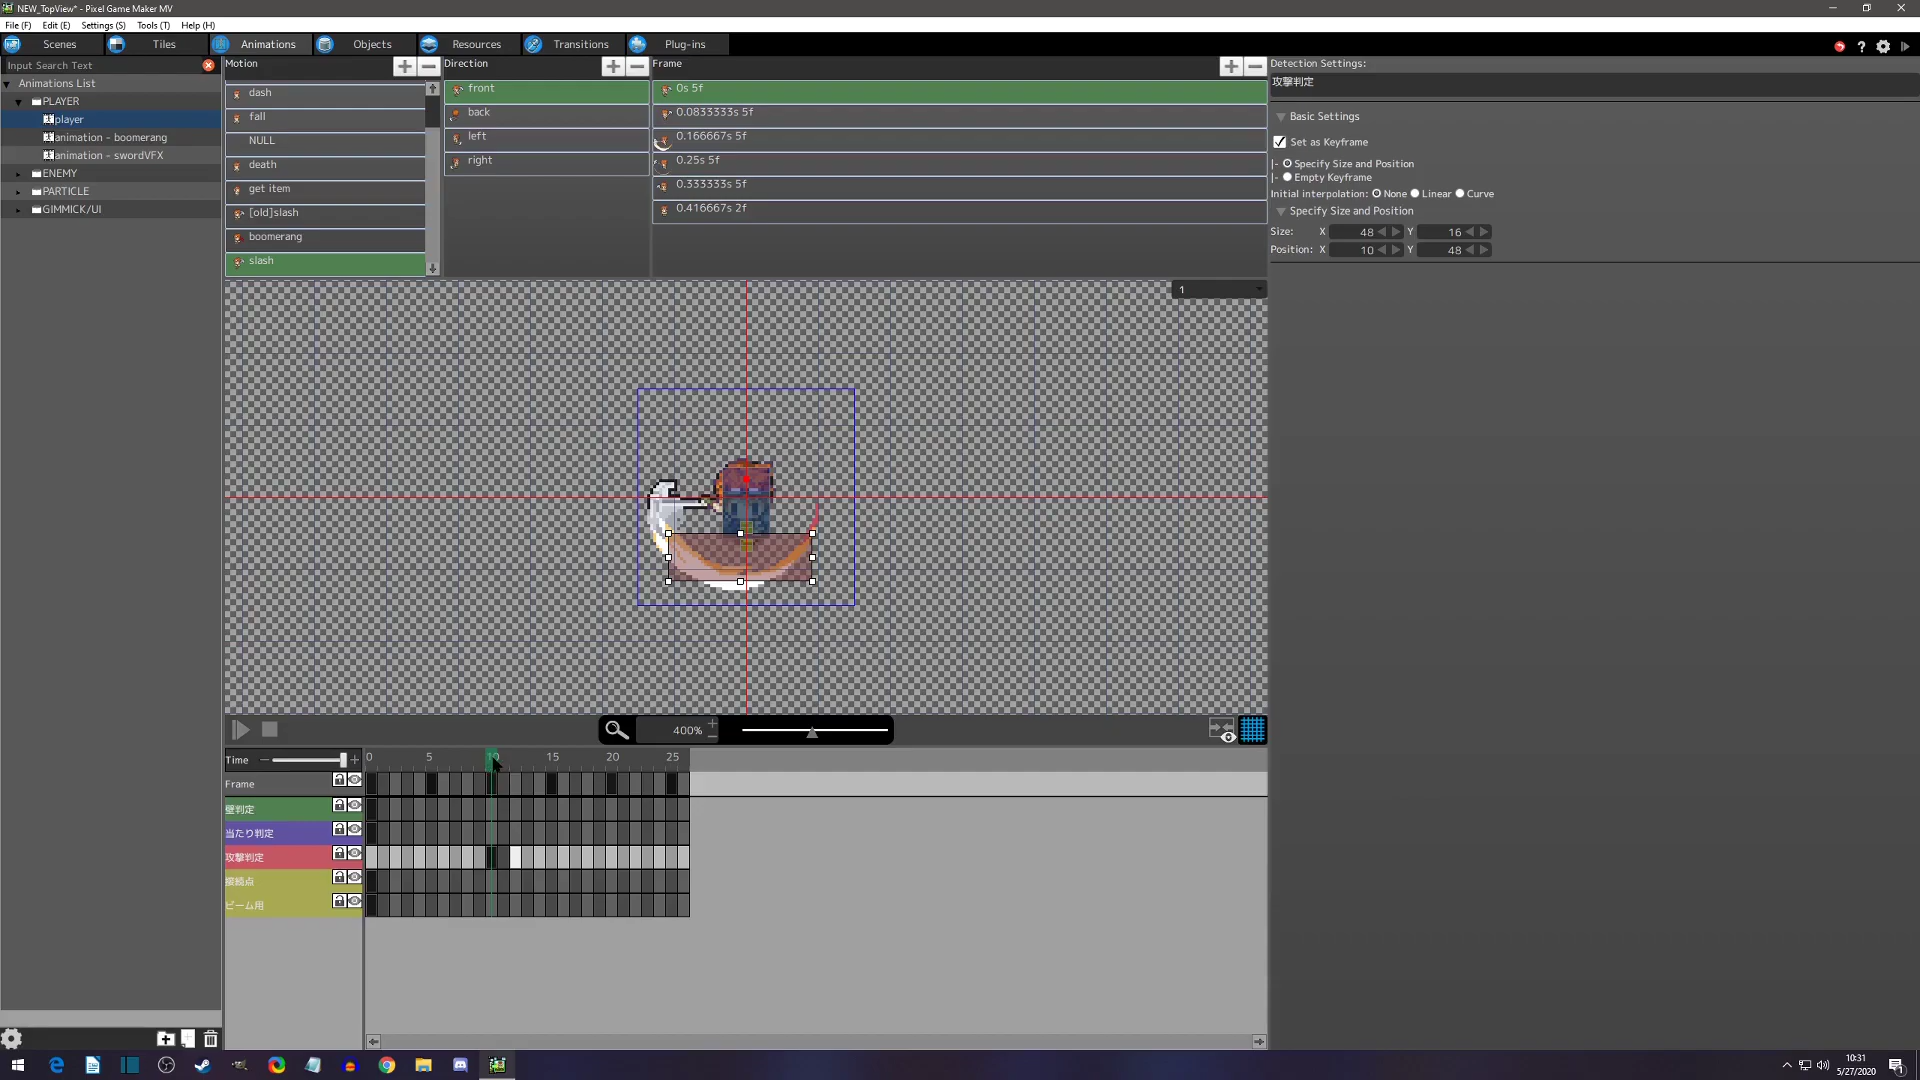 NEW_TopView* - Pixel Game Maker MV
File (F) Edit (E) Settings (S) Tools (T) Help (H)
Scenes Tiles Animations Objects Resources Transitions Plug-ins
Input Search Text
Animations List
PLAYER
player
animation - boomerang
animation - swordVFX
ENEMY
PARTICLE
GIMMICK/UI
Motion
dash
fall
NULL
death
get item
[old]slash
boomerang
slash
Direction
front
back
left
right
Frame
0s 5f
0.0833333s 5f
0.166667s 5f
0.25s 5f
0.333333s 5f
0.416667s 2f
Detection Settings:
攻撃判定
Basic Settings
Set as Keyframe
Specify Size and Position
Empty Keyframe
Initial interpolation: None Linear Curve
Specify Size and Position
Size: X 48 Y 16
Position: X 10 Y 48
1
400%
Time 0 5 10 15 20 25
Frame
壁判定
当たり判定
攻撃判定
接続点
ビーム用
10:31
5/27/2020